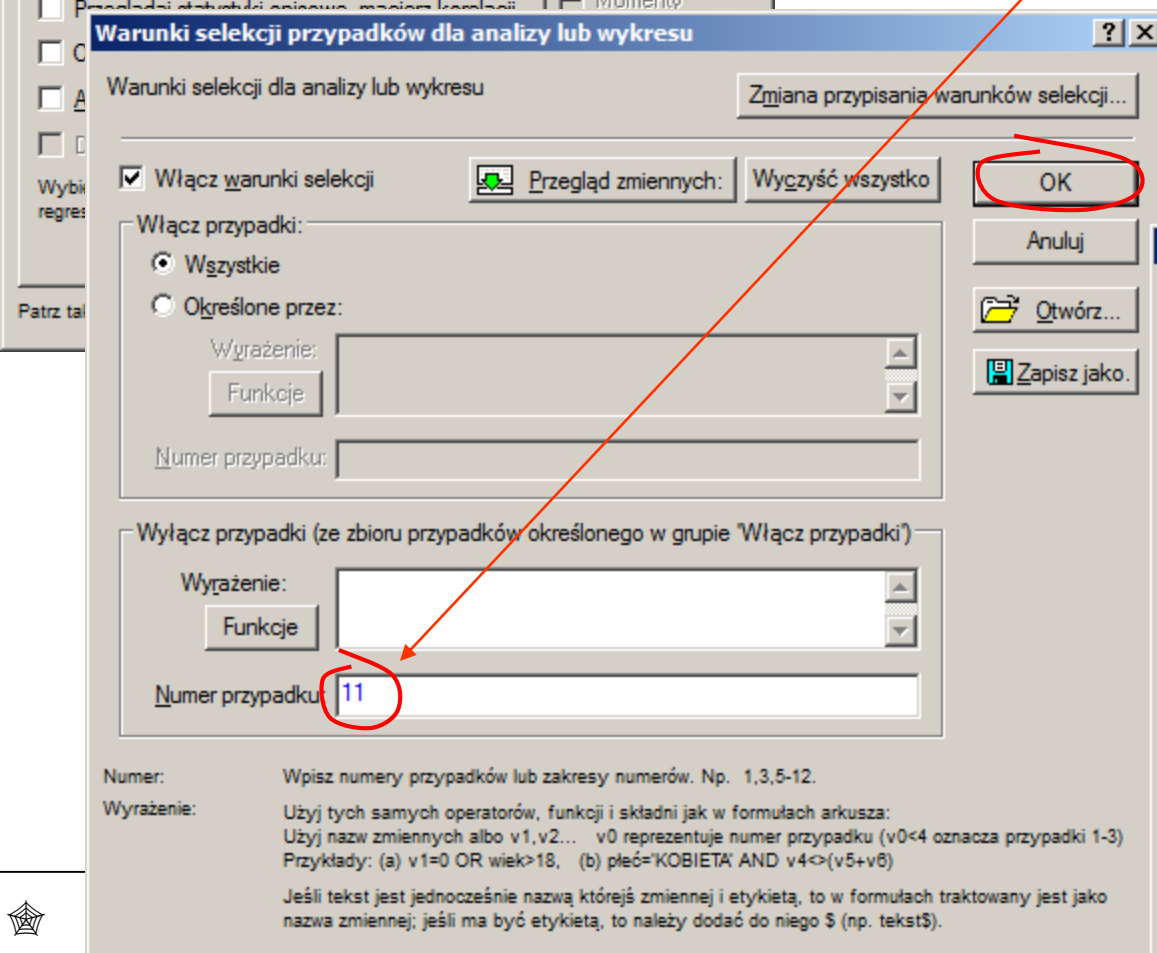 Przeglądaj statystyki opisowe, macierz korelacji
Momenty
Warunki selekcji przypadków dla analizy lub wykresu
Warunki selekcji dla analizy lub wykresu
Zmiana przypisania warunków selekcji...
Włącz warunki selekcji
Przegląd zmiennych:
Wyczyść wszystko
OK
Włącz przypadki:
Anuluj
Wszystkie
Określone przez:
Otwórz...
Wyrażenie:
Zapisz jako.
Funkcje
Numer przypadku:
Wyłącz przypadki (ze zbioru przypadków określonego w grupie 'Włącz przypadki')
Wyrażenie:
Funkcje
Numer przypadku:
11
Patrz
Numer: Wpisz numery przypadków lub zakresy numerów. Np. 1,3,5-12.
Wyrażenie: Użyj tych samych operatorów, funkcji i składni jak w formułach arkusza:
Użyj nazw zmiennych albo v1,v2... v0 reprezentuje numer przypadku (v0<4 oznacza przypadki 1-3)
Przykłady: (a) v1=0 OR wiek>18, (b) płeć='KOBIETA' AND v4<>(v5+v6)
Jeśli tekst jest jednocześnie nazwą którejś zmiennej i etykietą, to w formułach traktowany jest jako
nazwa zmiennej; jeśli ma być etykietą, to należy dodać do niego $ (np. tekst$).